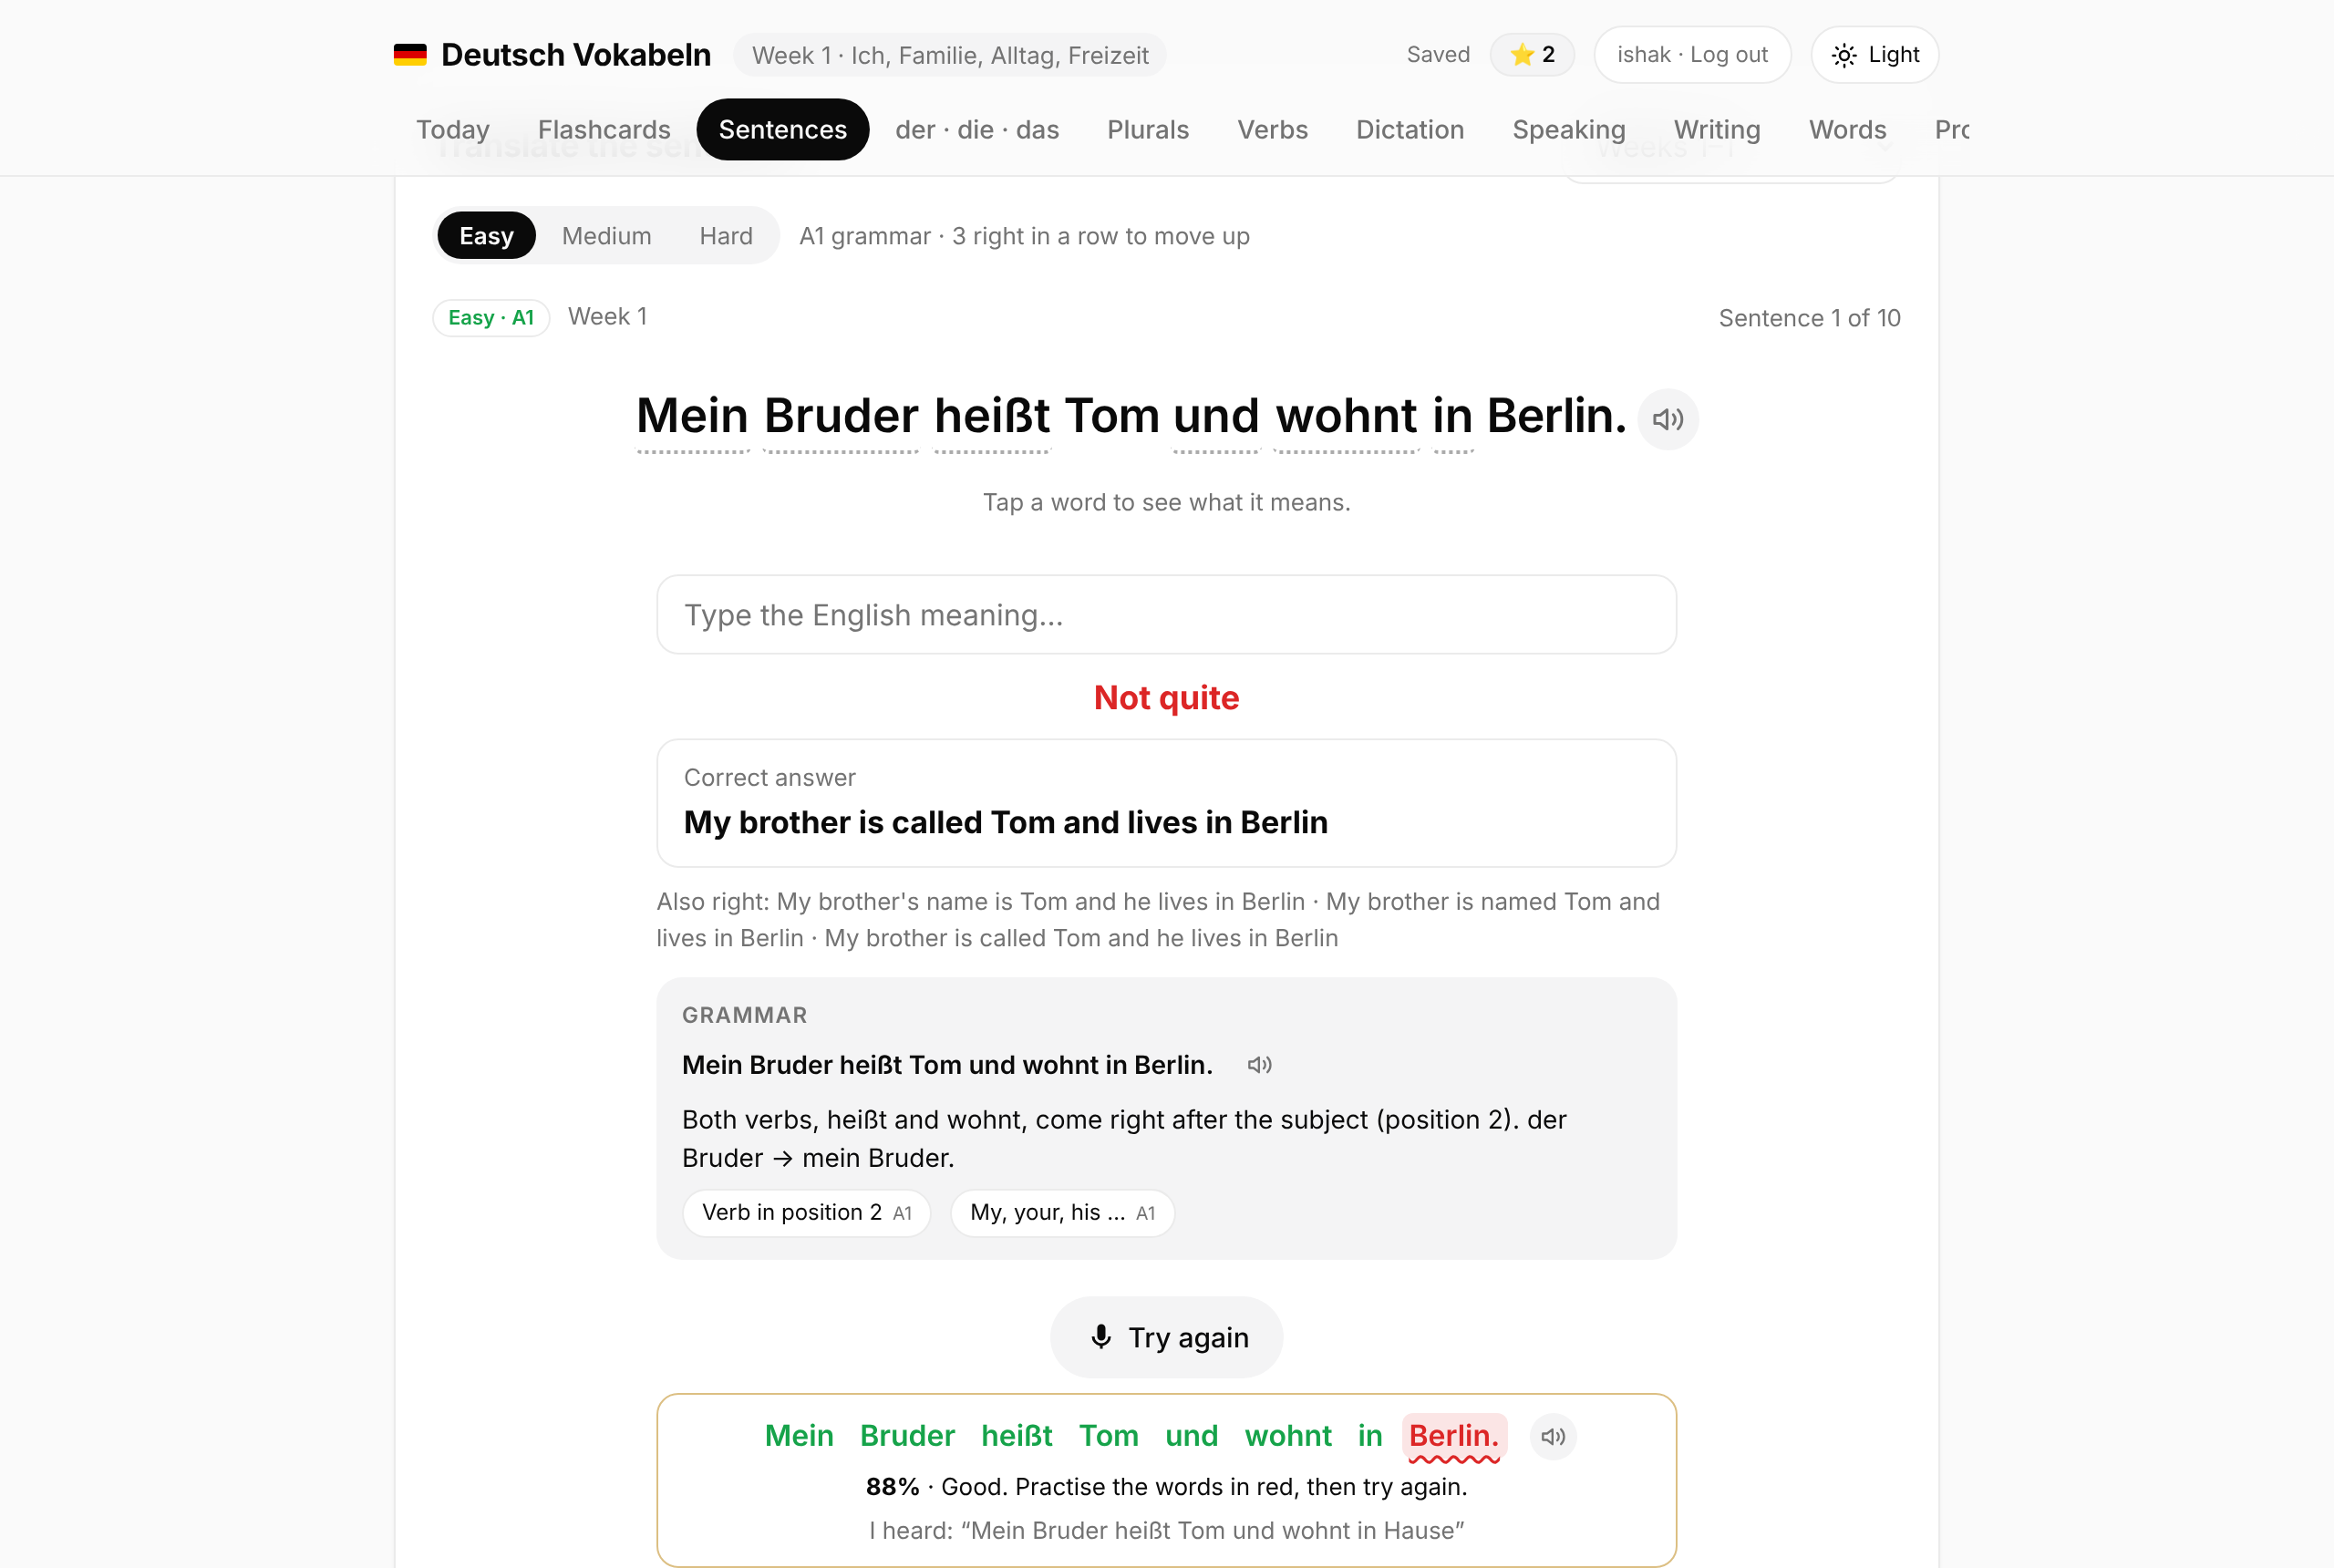 Deutsch Vokabeln
Week 1 · Ich, Familie, Alltag, Freizeit
Saved
⭐ 2
ishak · Log out
Light
Today
Flashcards
Sentences
der · die · das
Plurals
Verbs
Dictation
Speaking
Writing
Words
Translate the sen
Weeks 1–1
Easy
Medium
Hard
A1 grammar · 3 right in a row to move up
Easy · A1
Week 1
Sentence 1 of 10
Mein Bruder heißt Tom und wohnt in Berlin.
Tap a word to see what it means.
Type the English meaning...
Not quite
Correct answer
My brother is called Tom and lives in Berlin
Also right: My brother's name is Tom and he lives in Berlin · My brother is named Tom and
lives in Berlin · My brother is called Tom and he lives in Berlin
GRAMMAR
Mein Bruder heißt Tom und wohnt in Berlin.
Both verbs, heißt and wohnt, come right after the subject (position 2). der
Bruder → mein Bruder.
Verb in position 2 A1
My, your, his ... A1
Try again
Mein Bruder heißt Tom und wohnt in Berlin.
88% · Good. Practise the words in red, then try again.
I heard: “Mein Bruder heißt Tom und wohnt in Hause”